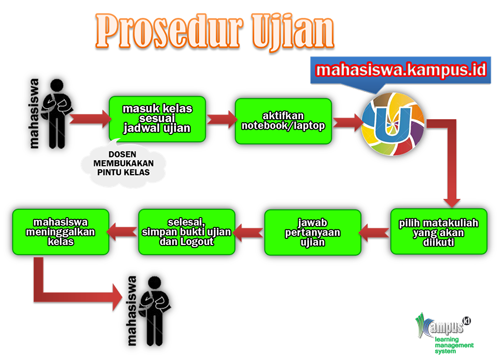 Prosedur Ujian
mahasiswa.kampus.id
mahasiswa
masuk kelas
sesuai
jadwal ujian
aktifkan
notebook/laptop
U
DOSEN
MEMBUKAKAN
PINTU KELAS
mahasiswa
meninggalkan
kelas
selesai,
simpan bukti ujian
dan Logout
jawab
pertanyaan
ujian
pilih matakuliah
yang akan
diikuti
mahasiswa
Kampus id
learning
management
system